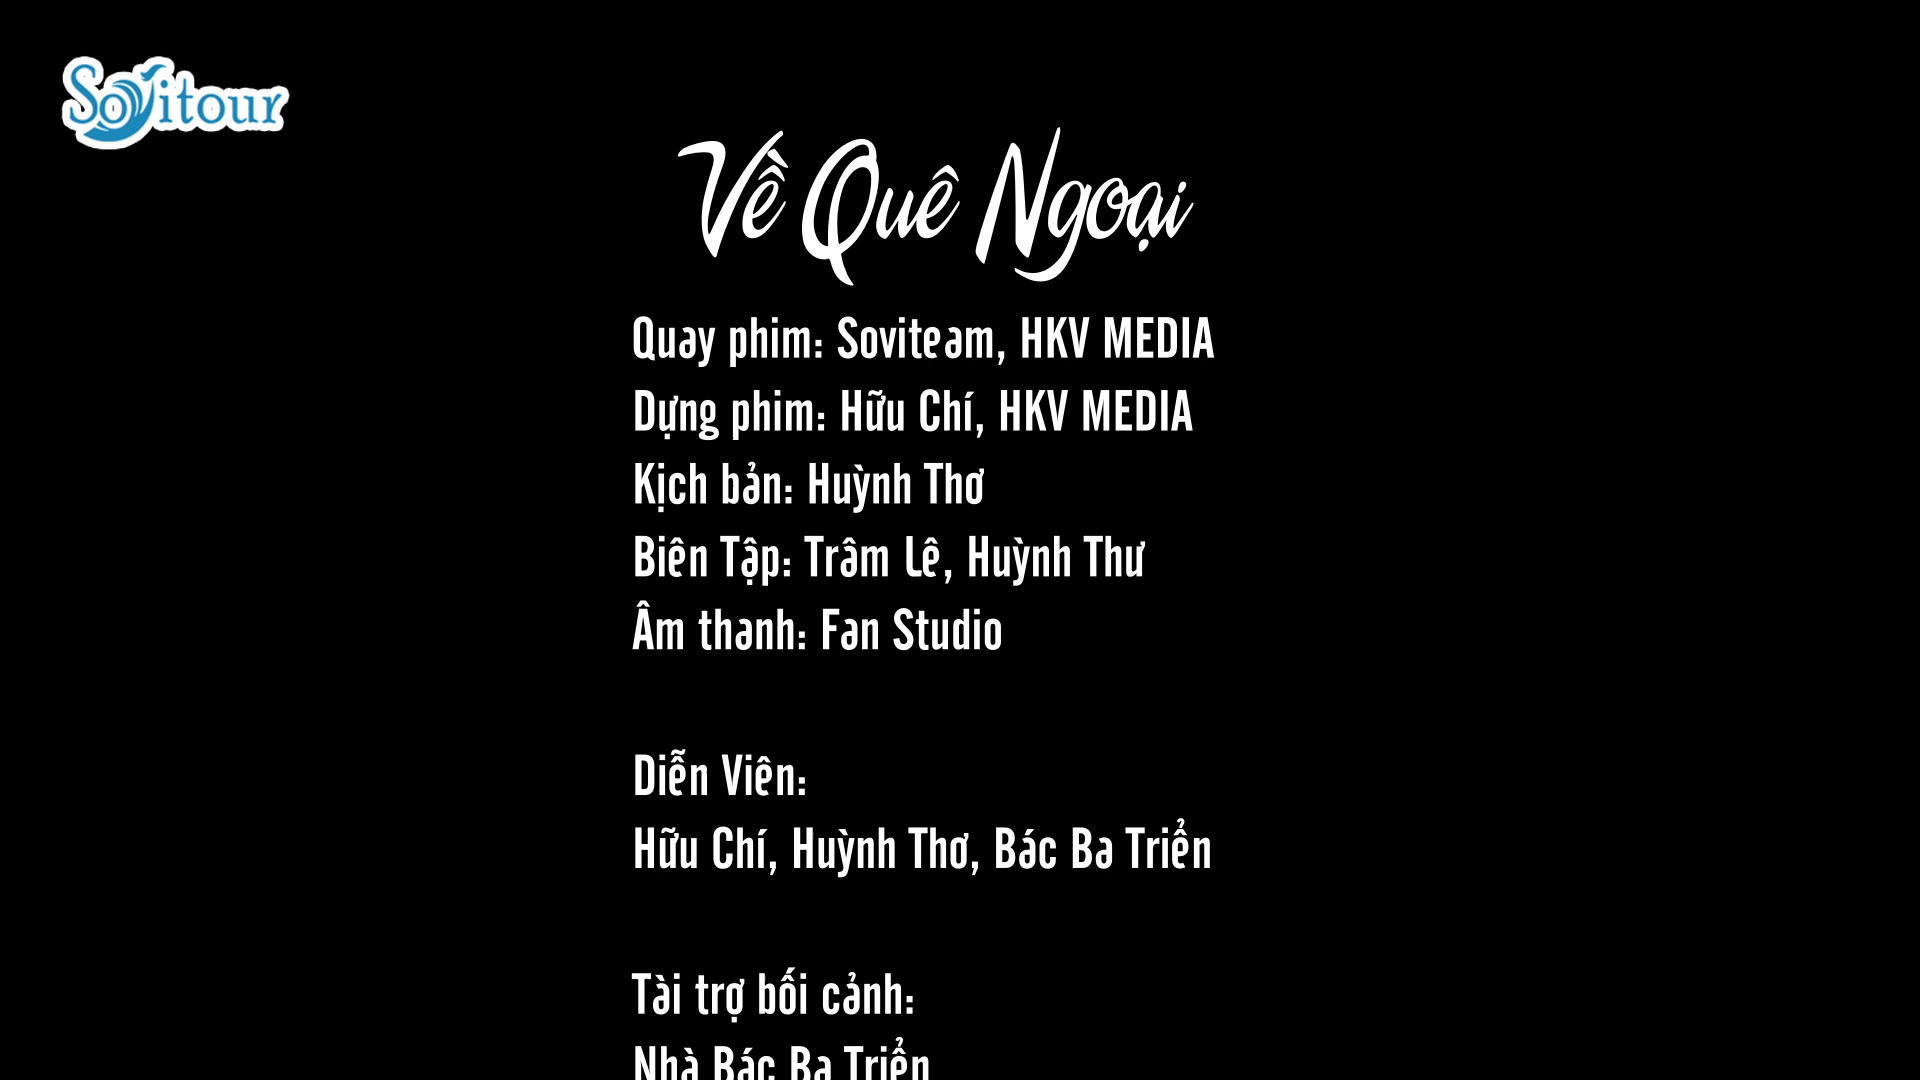 Sovitour
Về Quê Ngoại
Quay phim: Soviteam, HKV MEDIA
Dựng phim: Hữu Chí, HKV MEDIA
Kịch bản: Huỳnh Thơ
Biên Tập: Trâm Lê, Huỳnh Thư
Âm thanh: Fan Studio
Diễn Viên:
Hữu Chí, Huỳnh Thơ, Bác Ba Triển
Tài trợ bối cảnh:
Nhà Bác Ba Triển